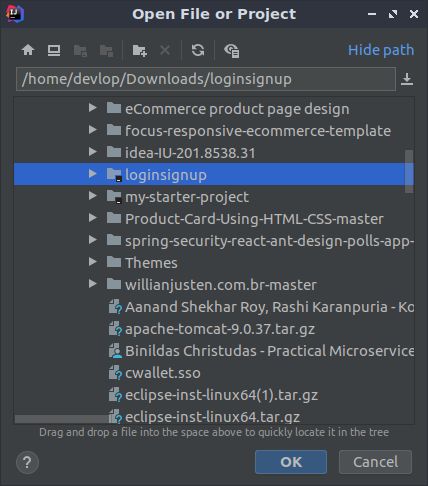 Open File or Project
Hide path
/home/devlop/Downloads/loginsignup
eCommerce product page design
focus-responsive-ecommerce-template
idea-IU-201.8538.31
loginsignup
my-starter-project
Product-Card-Using-HTML-CSS-master
spring-security-react-ant-design-polls-app-
Themes
willianjusten.com.br-master
Aanand Shekhar Roy, Rashi Karanpuria - Ko
apache-tomcat-9.0.37.tar.gz
Binildas Christudas - Practical Microservice
cwallet.sso
eclipse-inst-linux64(1).tar.gz
eclipse-inst-linux64.tar.gz
Drag and drop a file into the space above to quickly locate it in the tree
? OK Cancel